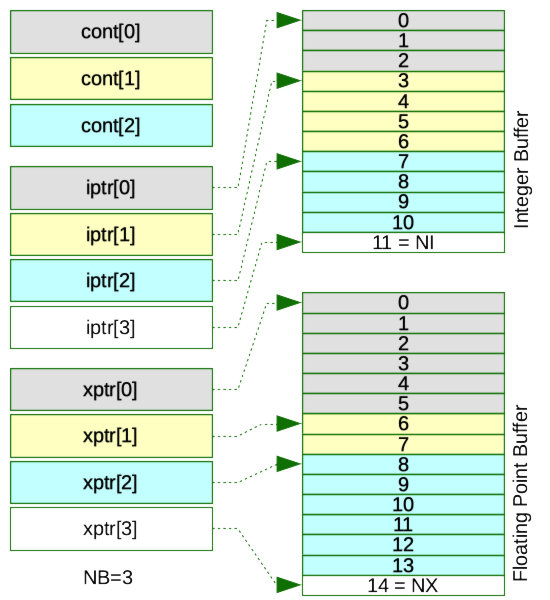 cont[0]
cont[1]
cont[2]
iptr[0]
iptr[1]
iptr[2]
iptr[3]
xptr[0]
xptr[1]
xptr[2]
xptr[3]
NB=3
0
1
2
3
4
5
6
7
8
9
10
11 = NI
Integer Buffer
0
1
2
3
4
5
6
7
8
9
10
11
12
13
14 = NX
Floating Point Buffer